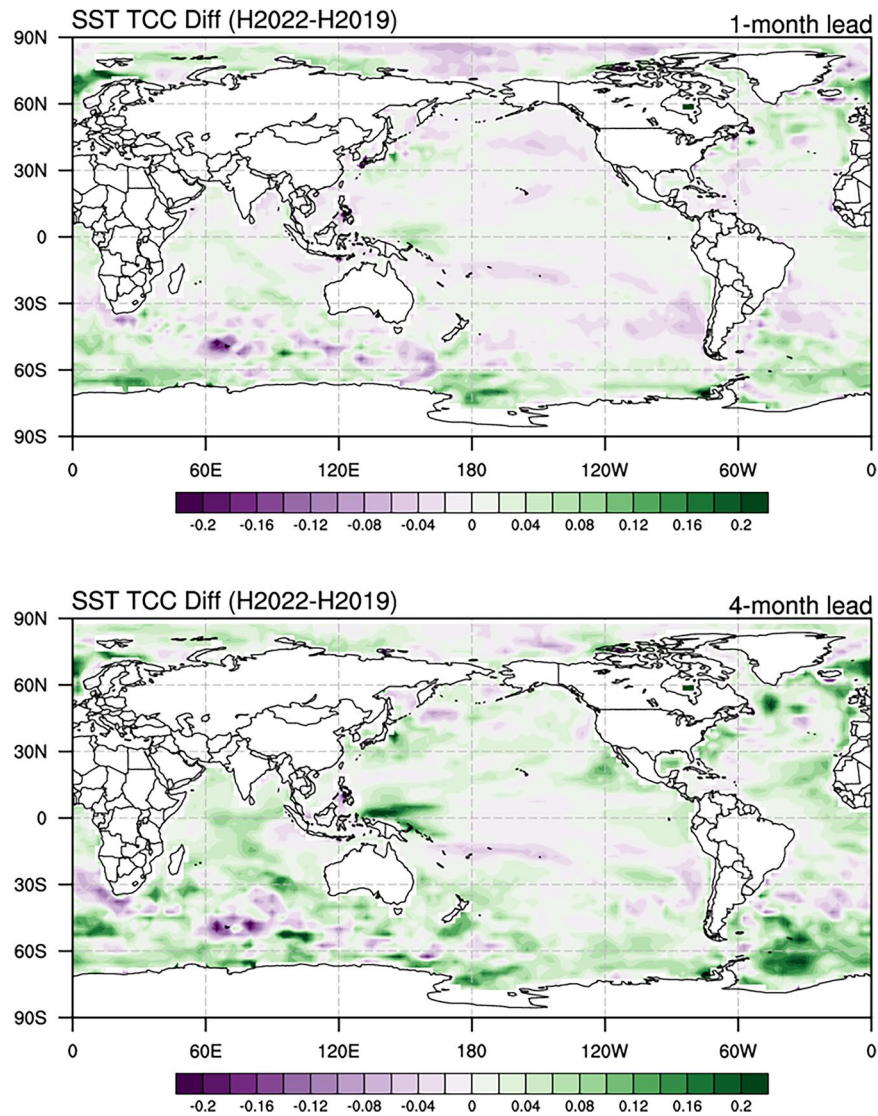 SST TCC Diff (H2022-H2019) 1-month lead
90N
60N
30N
0
30S
60S
90S
0 60E 120E 180 120W 60W 0
-0.2 -0.16 -0.12 -0.08 -0.04 0 0.04 0.08 0.12 0.16 0.2
SST TCC Diff (H2022-H2019) 4-month lead
90N
60N
30N
0
30S
60S
90S
0 60E 120E 180 120W 60W 0
-0.2 -0.16 -0.12 -0.08 -0.04 0 0.04 0.08 0.12 0.16 0.2